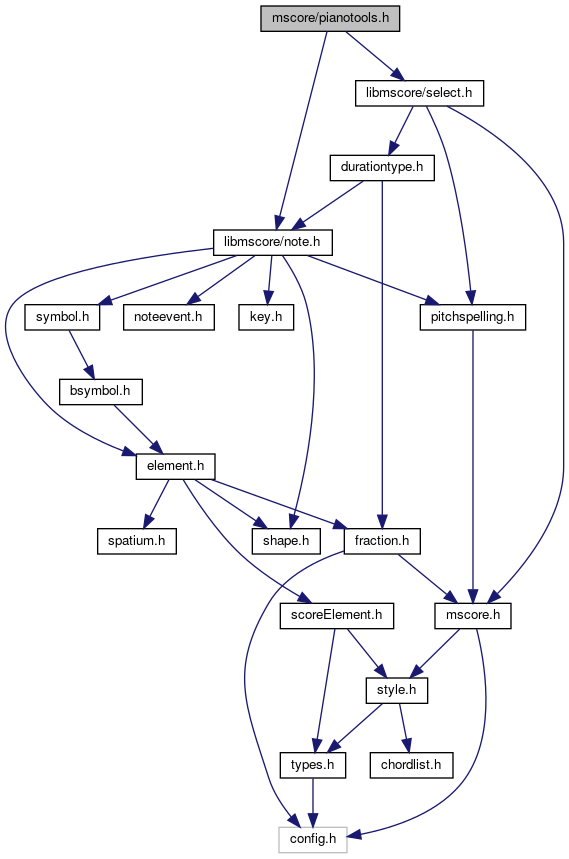 mscore/pianotools.h
libmscore/select.h
durationtype.h
libmscore/note.h
symbol.h
noteevent.h
key.h
pitchspelling.h
bsymbol.h
element.h
spatium.h
shape.h
fraction.h
scoreElement.h
mscore.h
style.h
types.h
chordlist.h
config.h